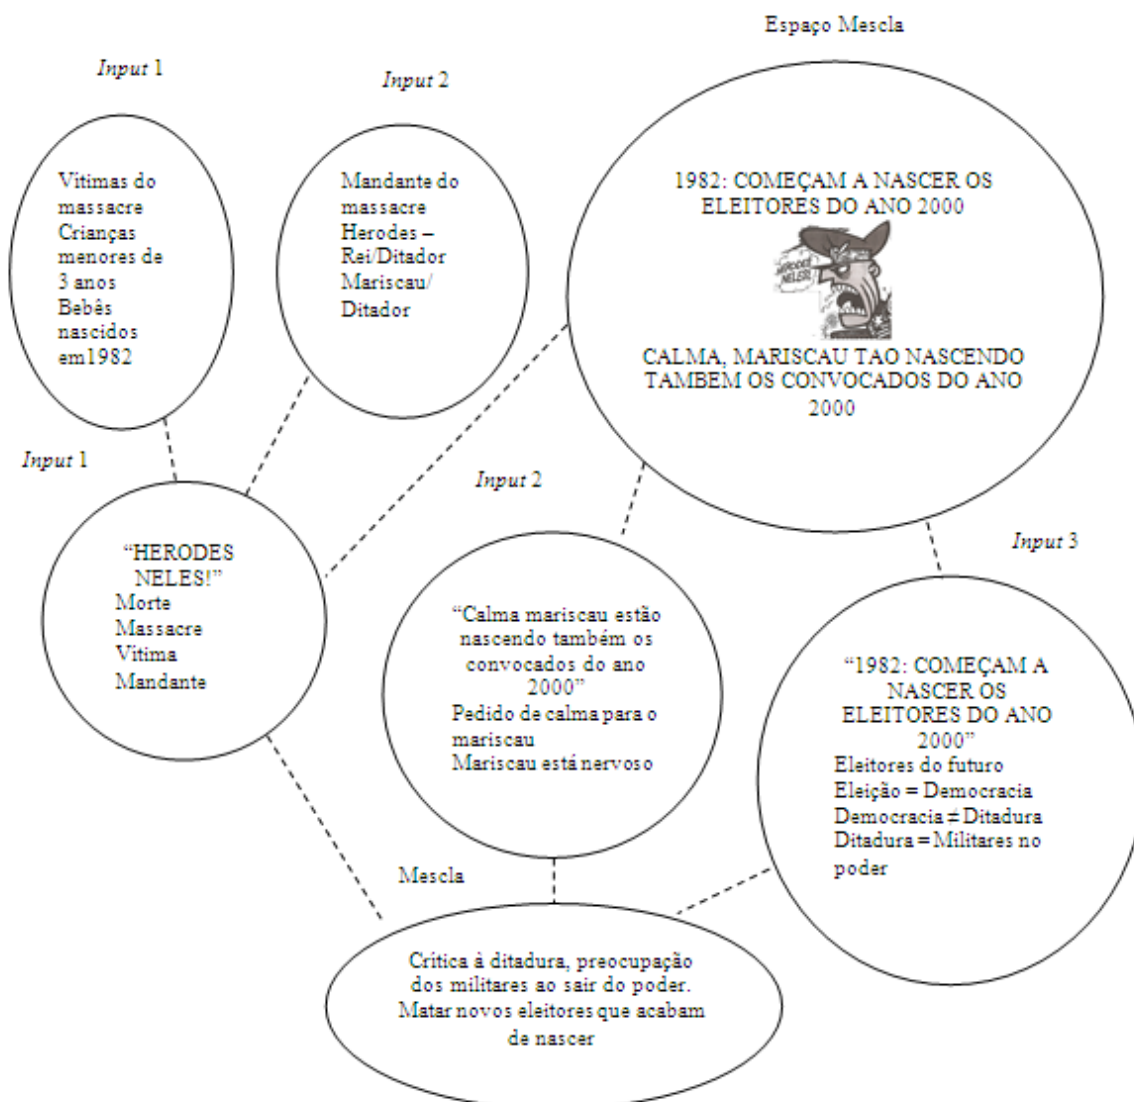 Espaço Mescla
Input 1
Input 2
Vitimas do
massacre
Crianças
menores de
3 anos
Bebês
nascidos
em1982
Mandante do
massacre
Herodes –
Rei/Ditador
Mariscau/
Ditador
1982: COMEÇAM A NASCER OS
ELEITORES DO ANO 2000
HERODES
NELES!
CALMA, MARISCAU TAO NASCENDO
TAMBEM OS CONVOCADOS DO ANO
2000
Input 1
Input 2
Input 3
“HERODES
NELES!”
Morte
Massacre
Vitima
Mandante
“Calma mariscau estão
nascendo também os
convocados do ano
2000”
Pedido de calma para o
mariscau
Mariscau está nervoso
“1982: COMEÇAM A
NASCER OS
ELEITORES DO ANO
2000”
Eleitores do futuro
Eleição = Democracia
Democracia ≠ Ditadura
Ditadura = Militares no
poder
Mescla
Critica à ditadura, preocupação
dos militares ao sair do poder.
Matar novos eleitores que acabam
de nascer